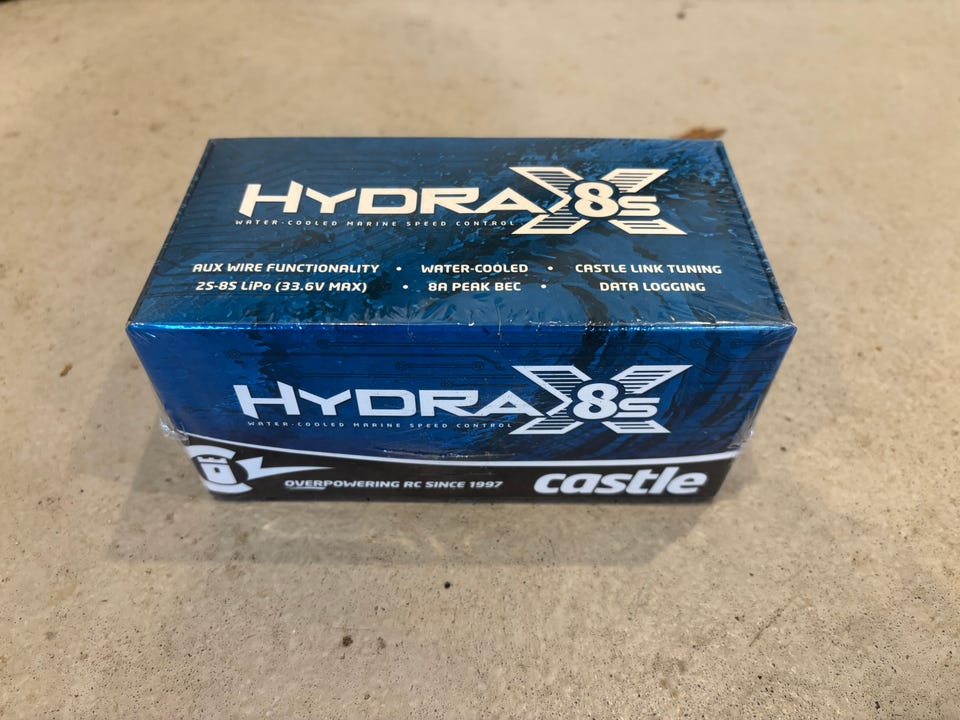 HYDRA X 8s
WATER-COOLED MARINE SPEED CONTROL
AUX WIRE FUNCTIONALITY • WATER-COOLED • CASTLE LINK TUNING
2S-8S LiPo (33.6V MAX) • 8A PEAK BEC • DATA LOGGING
HYDRA X 8s
WATER-COOLED MARINE SPEED CONTROL
OVERPOWERING RC SINCE 1997
castle